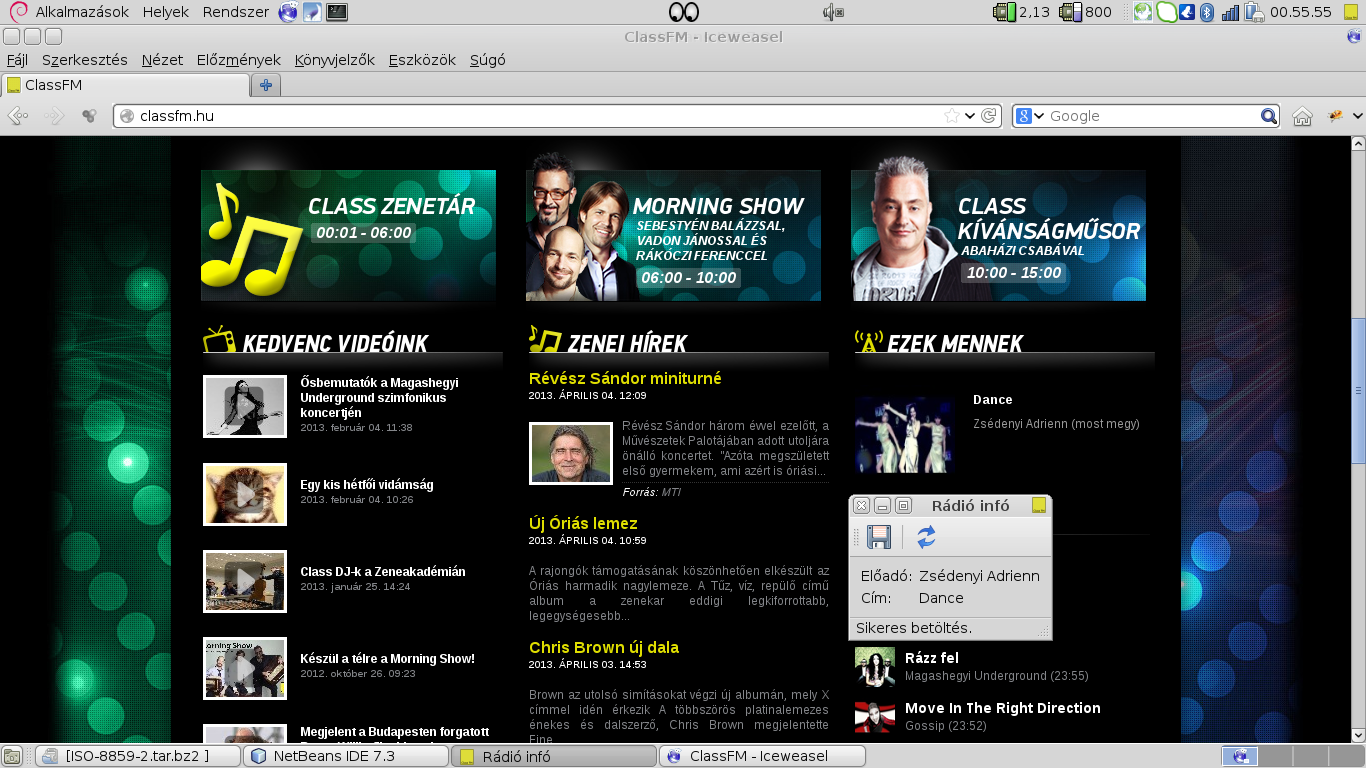 Alkalmazások Helyek Rendszer 2,13 800 00.55.55
ClassFM - Iceweasel
Fájl Szerkesztés Nézet Előzmények Könyvjelzők Eszközök Súgó
ClassFM
classfm.hu
Google
CLASS ZENETÁR
00:01 - 06:00
MORNING SHOW
SEBESTYÉN BALÁZZSAL,
VADON JÁNOSSAL ÉS
RÁKÓCZI FERENCCEL
06:00 - 10:00
CLASS
KÍVÁNSÁGMŰSOR
ABAHÁZI CSABÁVAL
10:00 - 15:00
KEDVENC VIDEÓINK
Ősbemutatók a Magashegyi
Underground szimfonikus
koncertjén
2013. február 04. 11:38
Egy kis hétfői vidámság
2013. február 04. 10:26
Class DJ-k a Zeneakadémián
2013. január 25. 14:24
Morning Show
Készül a télre a Morning Show!
2012. október 26. 09:23
Megjelent a Budapesten forgatott
ZENEI HÍREK
Révész Sándor miniturné
2013. ÁPRILIS 04. 12:09
Révész Sándor három évvel ezelőtt, a
Művészetek Palotájában adott utoljára
önálló koncertet. "Azóta megszületett
első gyermekem, ami azért is óriási...
Forrás: MTI
Új Óriás lemez
2013. ÁPRILIS 04. 10:59
A rajongók támogatásának köszönhetően elkészült az
Óriás harmadik nagylemeze. A Tűz, víz, repülő című
album a zenekar eddigi legkiforrottabb,
legegységesebb...
Chris Brown új dala
2013. ÁPRILIS 03. 14:53
Brown az utolsó simításokat végzi új albumán, mely X
címmel idén érkezik A többszörös platinalemezes
énekes és dalszerző, Chris Brown megjelentette
Fine
EZEK MENNEK
Dance
Zsédenyi Adrienn (most megy)
Rádió infó
Előadó: Zsédenyi Adrienn
Cím: Dance
Sikeres betöltés.
Rázz fel
Magashegyi Underground (23:55)
Move In The Right Direction
Gossip (23:52)
[ISO-8859-2.tar.bz2 ] NetBeans IDE 7.3 Rádió infó ClassFM - Iceweasel